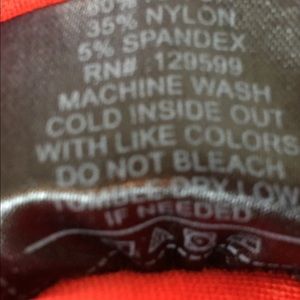 35% NYLON
5% SPANDEX
RN# 129599
MACHINE WASH
COLD INSIDE OUT
WITH LIKE COLORS
DO NOT BLEACH
TUMBLE DRY LOW
IF NEEDED